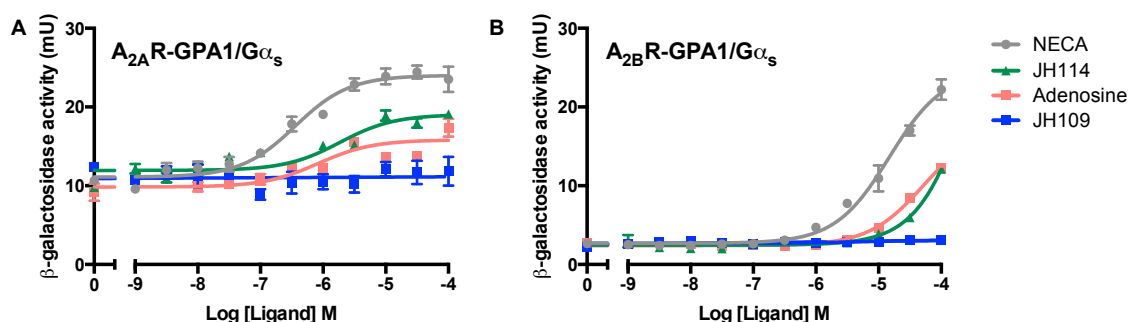 A
A2AR-GPA1/Gαs
β-galactosidase activity (mU)
30
20
10
0
0 -9 -8 -7 -6 -5 -4
Log [Ligand] M
B
A2BR-GPA1/Gαs
β-galactosidase activity (mU)
30
20
10
0
0 -9 -8 -7 -6 -5 -4
Log [Ligand] M
NECA
JH114
Adenosine
JH109